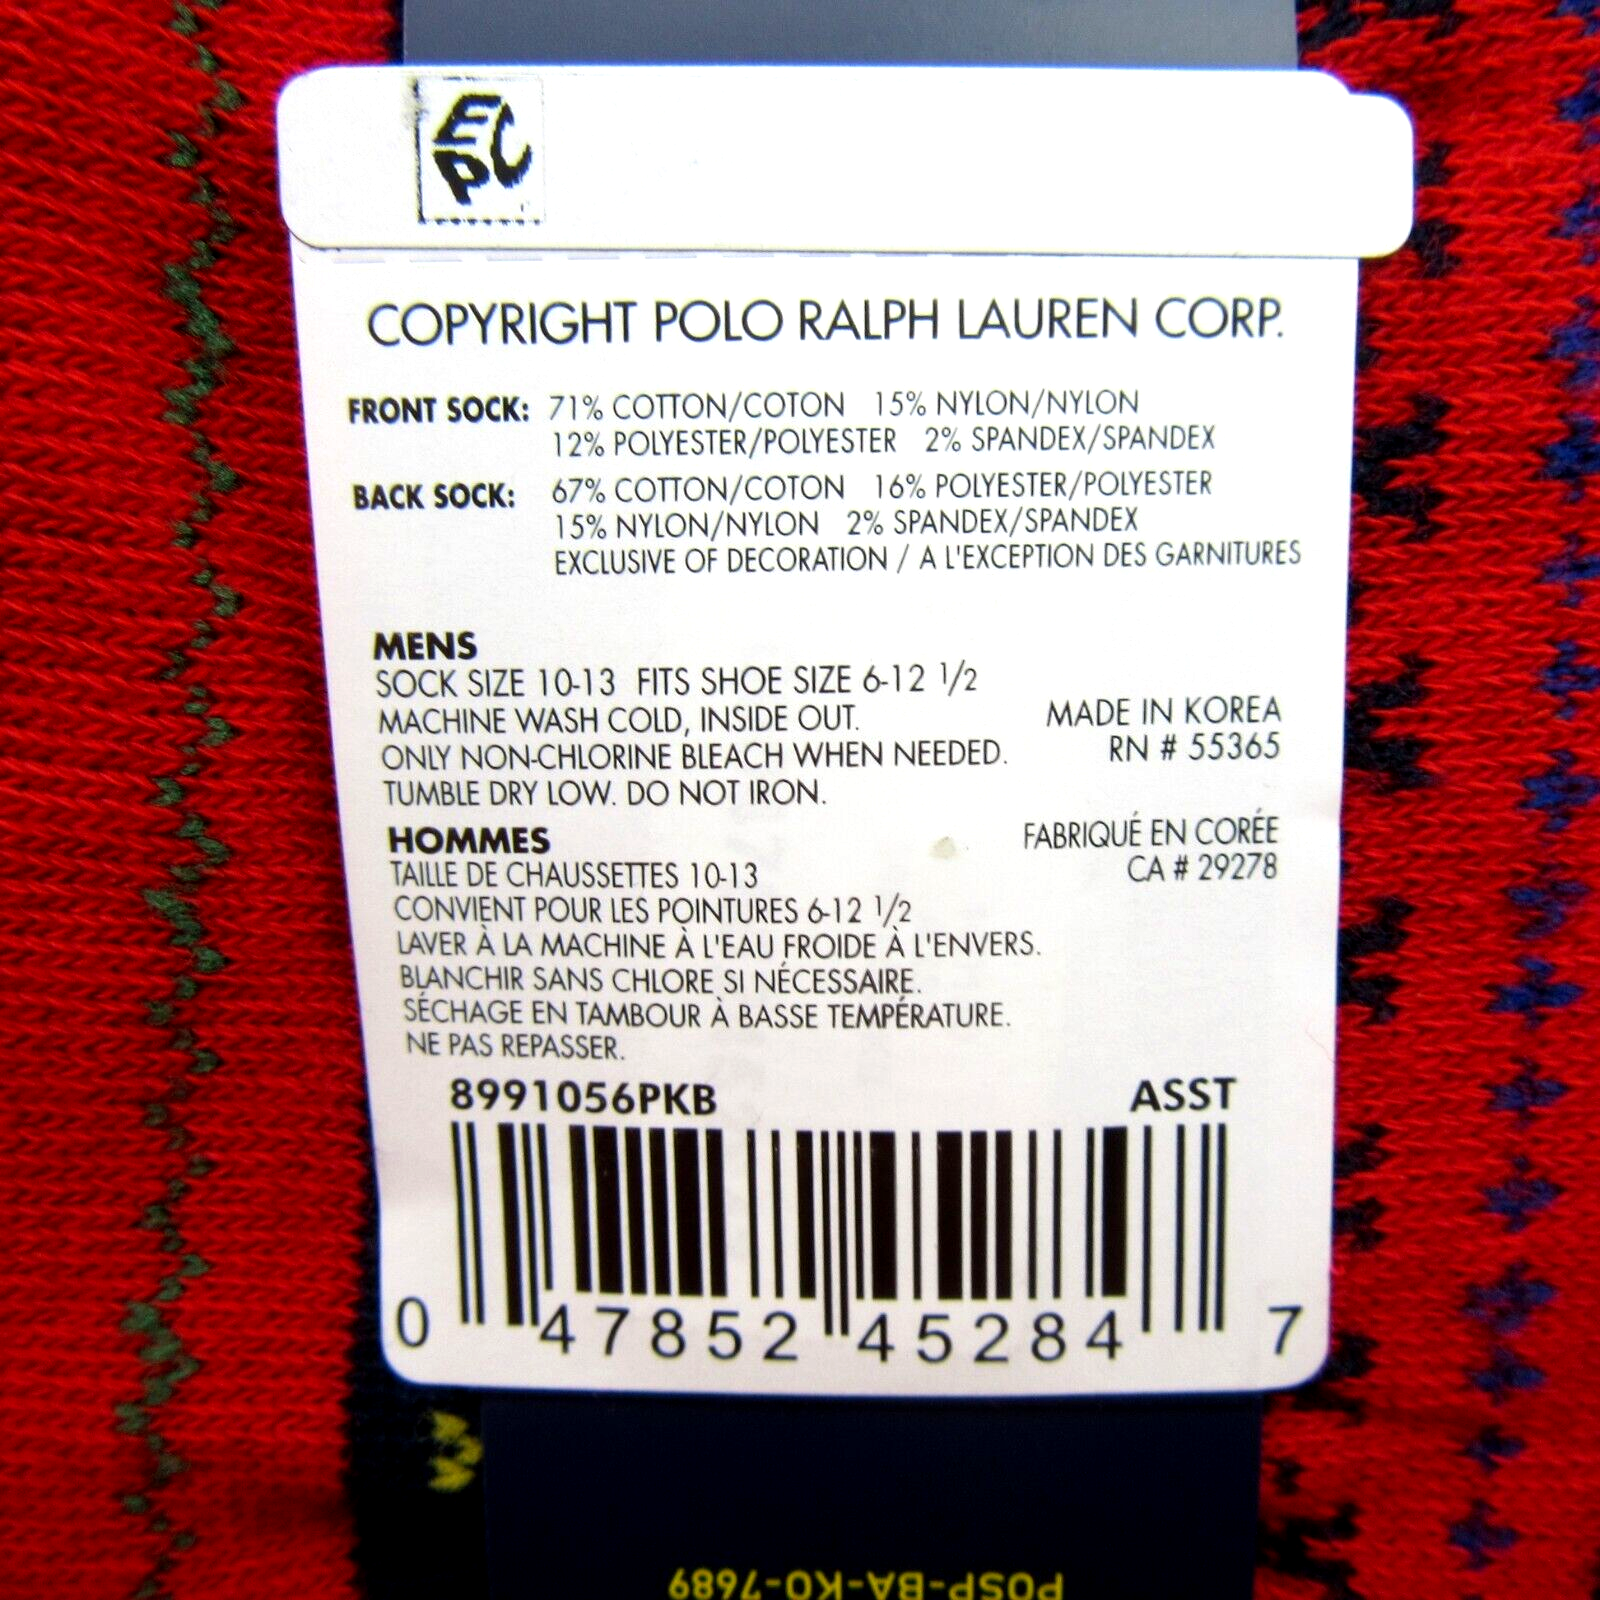 EPC
COPYRIGHT POLO RALPH LAUREN CORP.
FRONT SOCK: 71% COTTON/COTON 15% NYLON/NYLON
12% POLYESTER/POLYESTER 2% SPANDEX/SPANDEX
BACK SOCK: 67% COTTON/COTON 16% POLYESTER/POLYESTER
15% NYLON/NYLON 2% SPANDEX/SPANDEX
EXCLUSIVE OF DECORATION / A L'EXCEPTION DES GARNITURES
MENS
SOCK SIZE 10-13 FITS SHOE SIZE 6-12 1/2
MACHINE WASH COLD, INSIDE OUT.
ONLY NON-CHLORINE BLEACH WHEN NEEDED.
TUMBLE DRY LOW. DO NOT IRON.
MADE IN KOREA
RN # 55365
HOMMES
TAILLE DE CHAUSSETTES 10-13
CONVIENT POUR LES POINTURES 6-12 1/2
LAVER À LA MACHINE À L'EAU FROIDE À L'ENVERS.
BLANCHIR SANS CHLORE SI NÉCESSAIRE.
SÉCHAGE EN TAMBOUR À BASSE TEMPÉRATURE.
NE PAS REPASSER.
FABRIQUÉ EN CORÉE
CA # 29278
8991056PKB ASST
0 47852 45284 7
POSP-BA-KO-7689